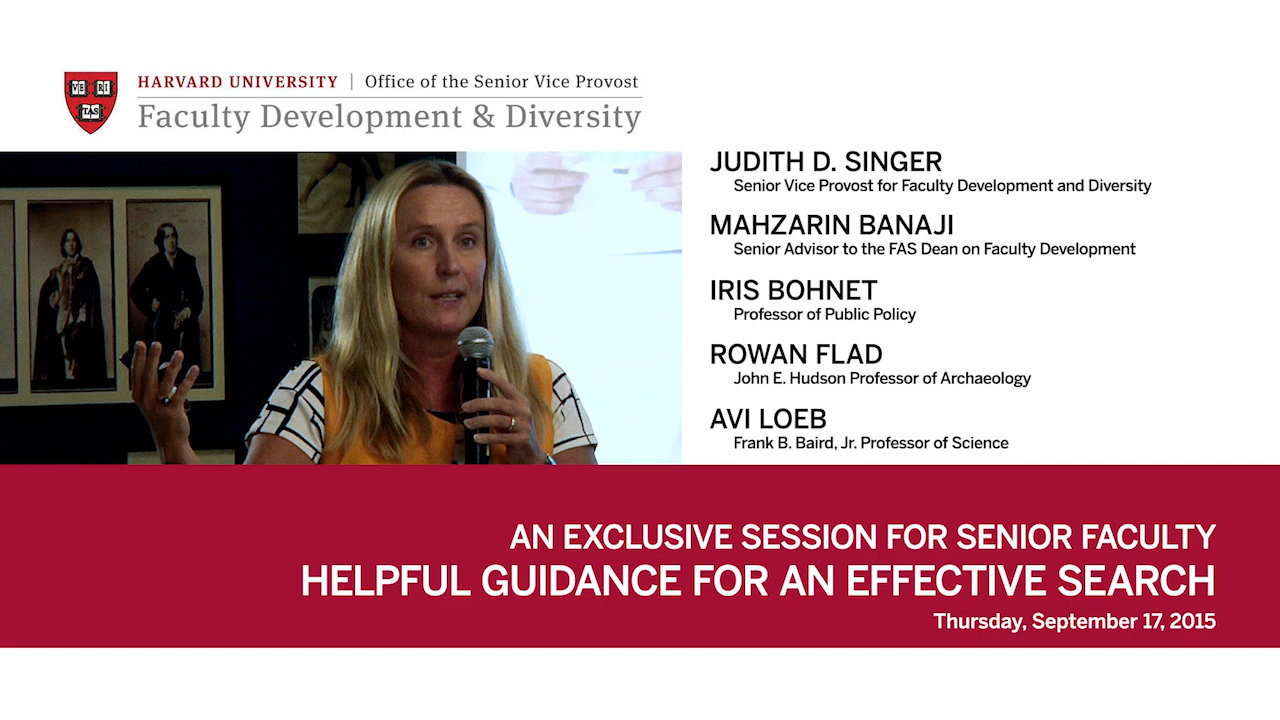 VE RI
TAS
HARVARD UNIVERSITY | Office of the Senior Vice Provost
Faculty Development & Diversity
JUDITH D. SINGER
Senior Vice Provost for Faculty Development and Diversity
MAHZARIN BANAJI
Senior Advisor to the FAS Dean on Faculty Development
IRIS BOHNET
Professor of Public Policy
ROWAN FLAD
John E. Hudson Professor of Archaeology
AVI LOEB
Frank B. Baird, Jr. Professor of Science
AN EXCLUSIVE SESSION FOR SENIOR FACULTY
HELPFUL GUIDANCE FOR AN EFFECTIVE SEARCH
Thursday, September 17, 2015